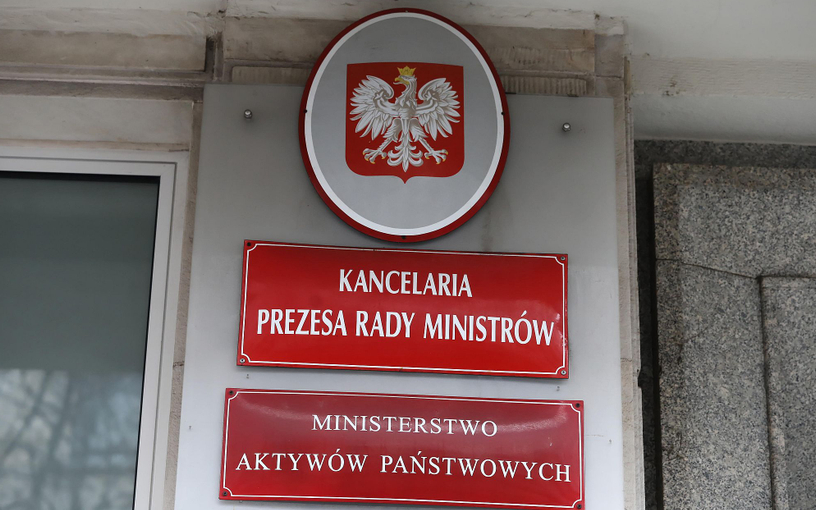 KANCELARIA
PREZESA RADY MINISTRÓW
MINISTERSTWO
AKTYWÓW PAŃSTWOWYCH